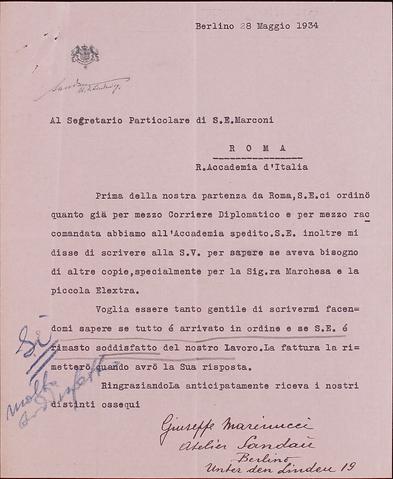 Berlino 28 Maggio 1934
Al Segretario Particolare di S.E.Marconi
R O M A
R.Accademia d'Italia
Prima della nostra partenza da Roma,S.E.ci ordinò
quanto già per mezzo Corriere Diplomatico e per mezzo rac
comandata abbiamo all'Accademia spedito.S.E. inoltre mi
disse di scrivere alla S.V. per sapere se aveva bisogno
di altre copie,specialmente per la Sig.ra Marchesa e la
piccola Elextra.
Voglia essere tanto gentile di scrivermi facen=
domi sapere se tutto é arrivato in ordine e se S.E. é
rimasto soddisfatto del nostro Lavoro.La fattura la ri=
metterò quando avrò la Sua risposta.
RingraziandoLa anticipatamente riceva i nostri
distinti ossequi
Sì
molto
soddisfatto
Giuseppe Marinucci
Atelier Sandau
Berlino
Unter den Linden 19